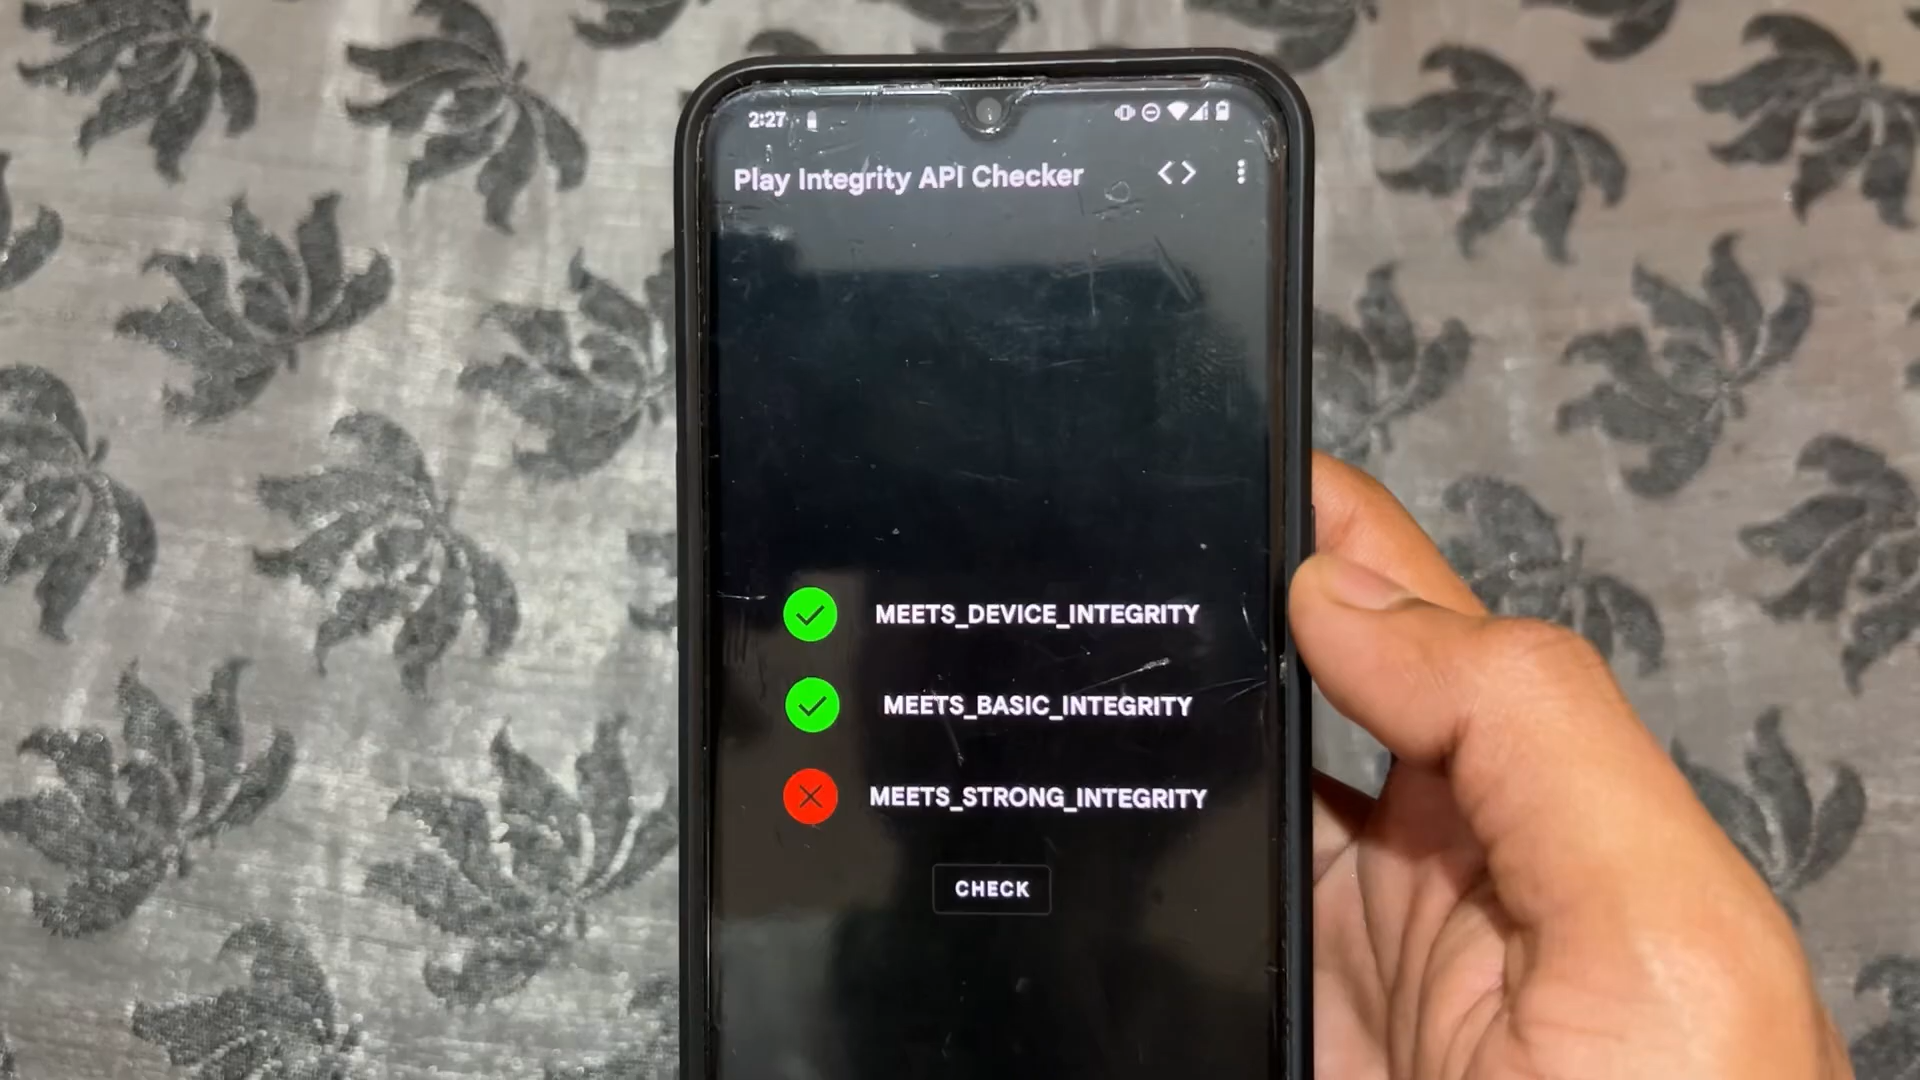 2:27
Play Integrity API Checker
MEETS_DEVICE_INTEGRITY
MEETS_BASIC_INTEGRITY
MEETS_STRONG_INTEGRITY
CHECK